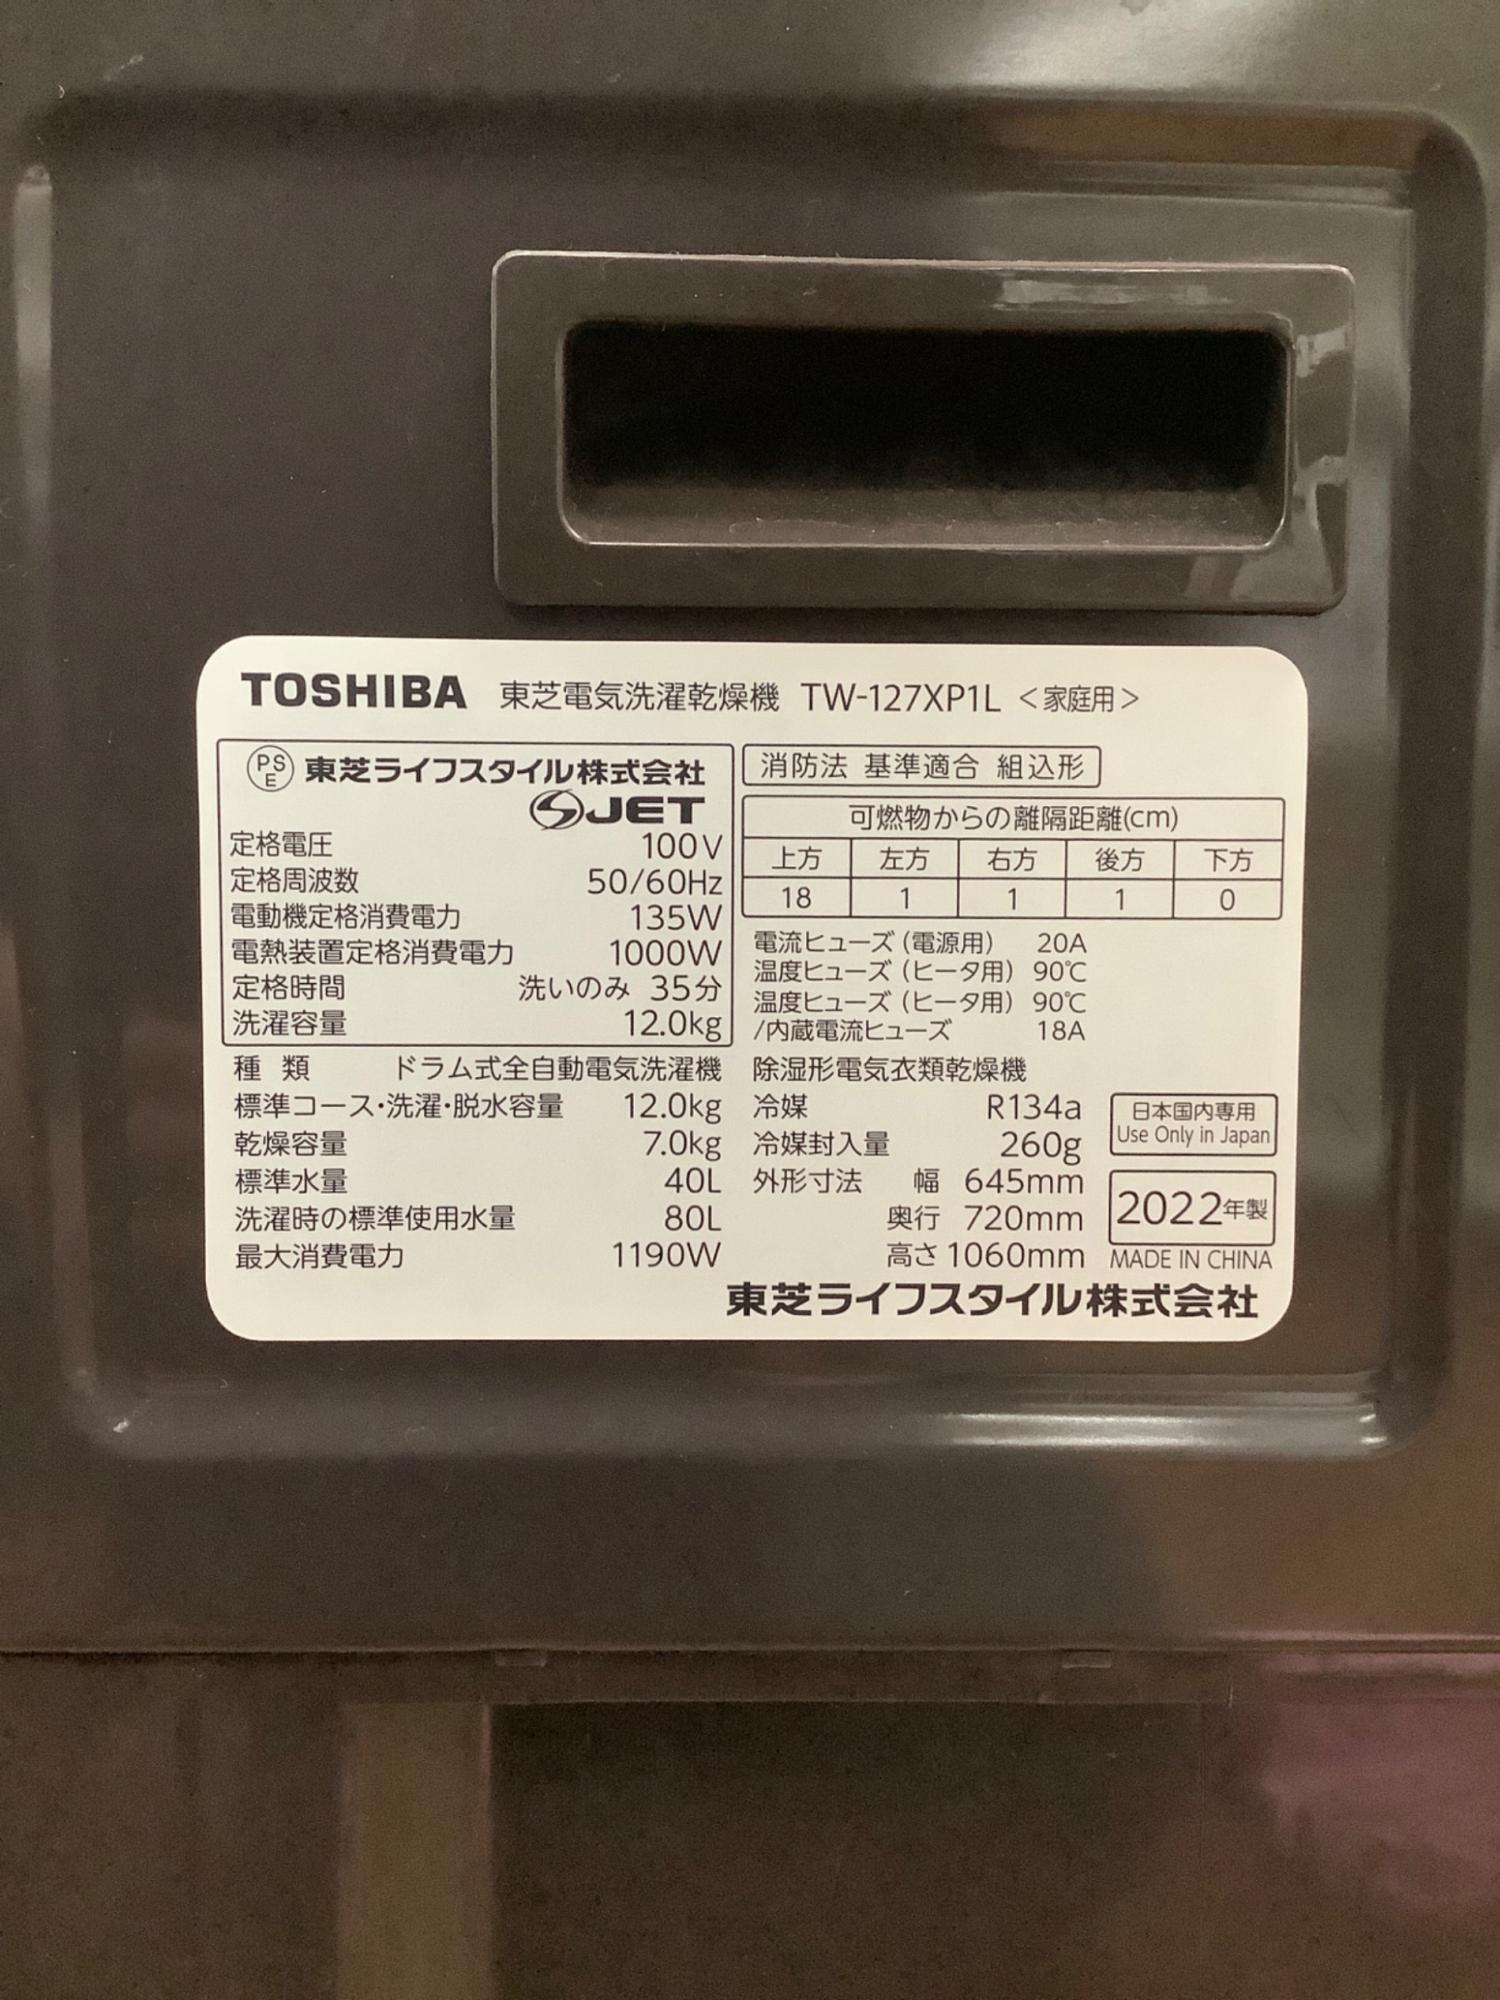 TOSHIBA 東芝電気洗濯乾燥機 TW-127XP1L <家庭用>
PSE 東芝ライフスタイル株式会社
JET
定格電圧 100V
定格周波数 50/60Hz
電動機定格消費電力 135W
電熱装置定格消費電力 1000W
定格時間 洗いのみ 35分
洗濯容量 12.0kg
消防法 基準適合 組込形
可燃物からの離隔距離(cm)
上方 左方 右方 後方 下方
18 1 1 1 0
電流ヒューズ(電源用) 20A
温度ヒューズ(ヒータ用) 90℃
温度ヒューズ(ヒータ用) 90℃
/内蔵電流ヒューズ 18A
種 類 ドラム式全自動電気洗濯機
標準コース・洗濯・脱水容量 12.0kg
乾燥容量 7.0kg
標準水量 40L
洗濯時の標準使用水量 80L
最大消費電力 1190W
除湿形電気衣類乾燥機
冷媒 R134a
冷媒封入量 260g
外形寸法 幅 645mm
奥行 720mm
高さ 1060mm
日本国内専用
Use Only in Japan
2022年製
MADE IN CHINA
東芝ライフスタイル株式会社